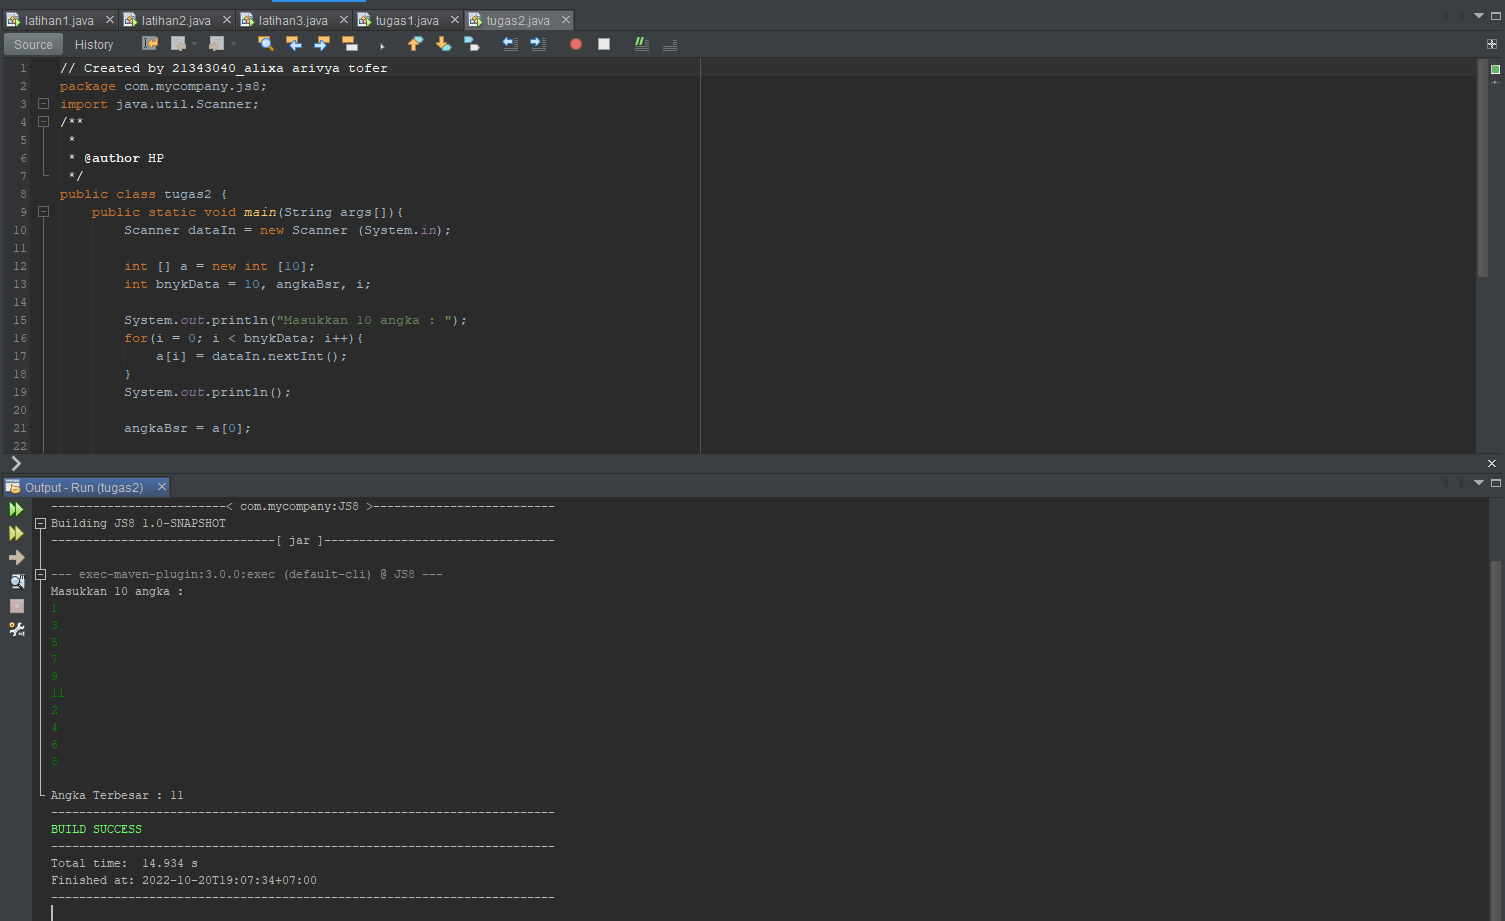 latihan1.java latihan2.java latihan3.java tugas1.java tugas2.java
Source History
1 // Created by 21343040_alixa arivya tofer
2 package com.mycompany.js8;
3 import java.util.Scanner;
4 /**
5 *
6 * @author HP
7 */
8 public class tugas2 {
9 public static void main(String args[]){
10 Scanner dataIn = new Scanner (System.in);
11
12 int [] a = new int [10];
13 int bnykData = 10, angkaBsr, i;
14
15 System.out.println("Masukkan 10 angka : ");
16 for(i = 0; i < bnykData; i++){
17 a[i] = dataIn.nextInt();
18 }
19 System.out.println();
20
21 angkaBsr = a[0];
22
Output - Run (tugas2)
-------------------------< com.mycompany:JS8 >--------------------------
Building JS8 1.0-SNAPSHOT
--------------------------------[ jar ]---------------------------------
--- exec-maven-plugin:3.0.0:exec (default-cli) @ JS8 ---
Masukkan 10 angka :
1
3
5
7
9
11
2
4
6
8
Angka Terbesar : 11
------------------------------------------------------------------------
BUILD SUCCESS
------------------------------------------------------------------------
Total time:  14.934 s
Finished at: 2022-10-20T19:07:34+07:00
------------------------------------------------------------------------